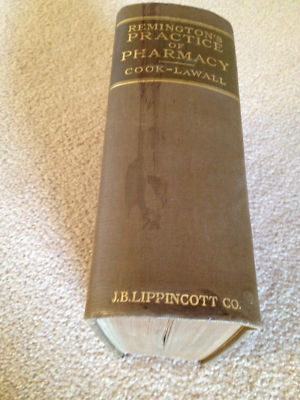 REMINGTON'S
PRACTICE
OF
PHARMACY
COOK-LAWALL
J.B.LIPPINCOTT CO.